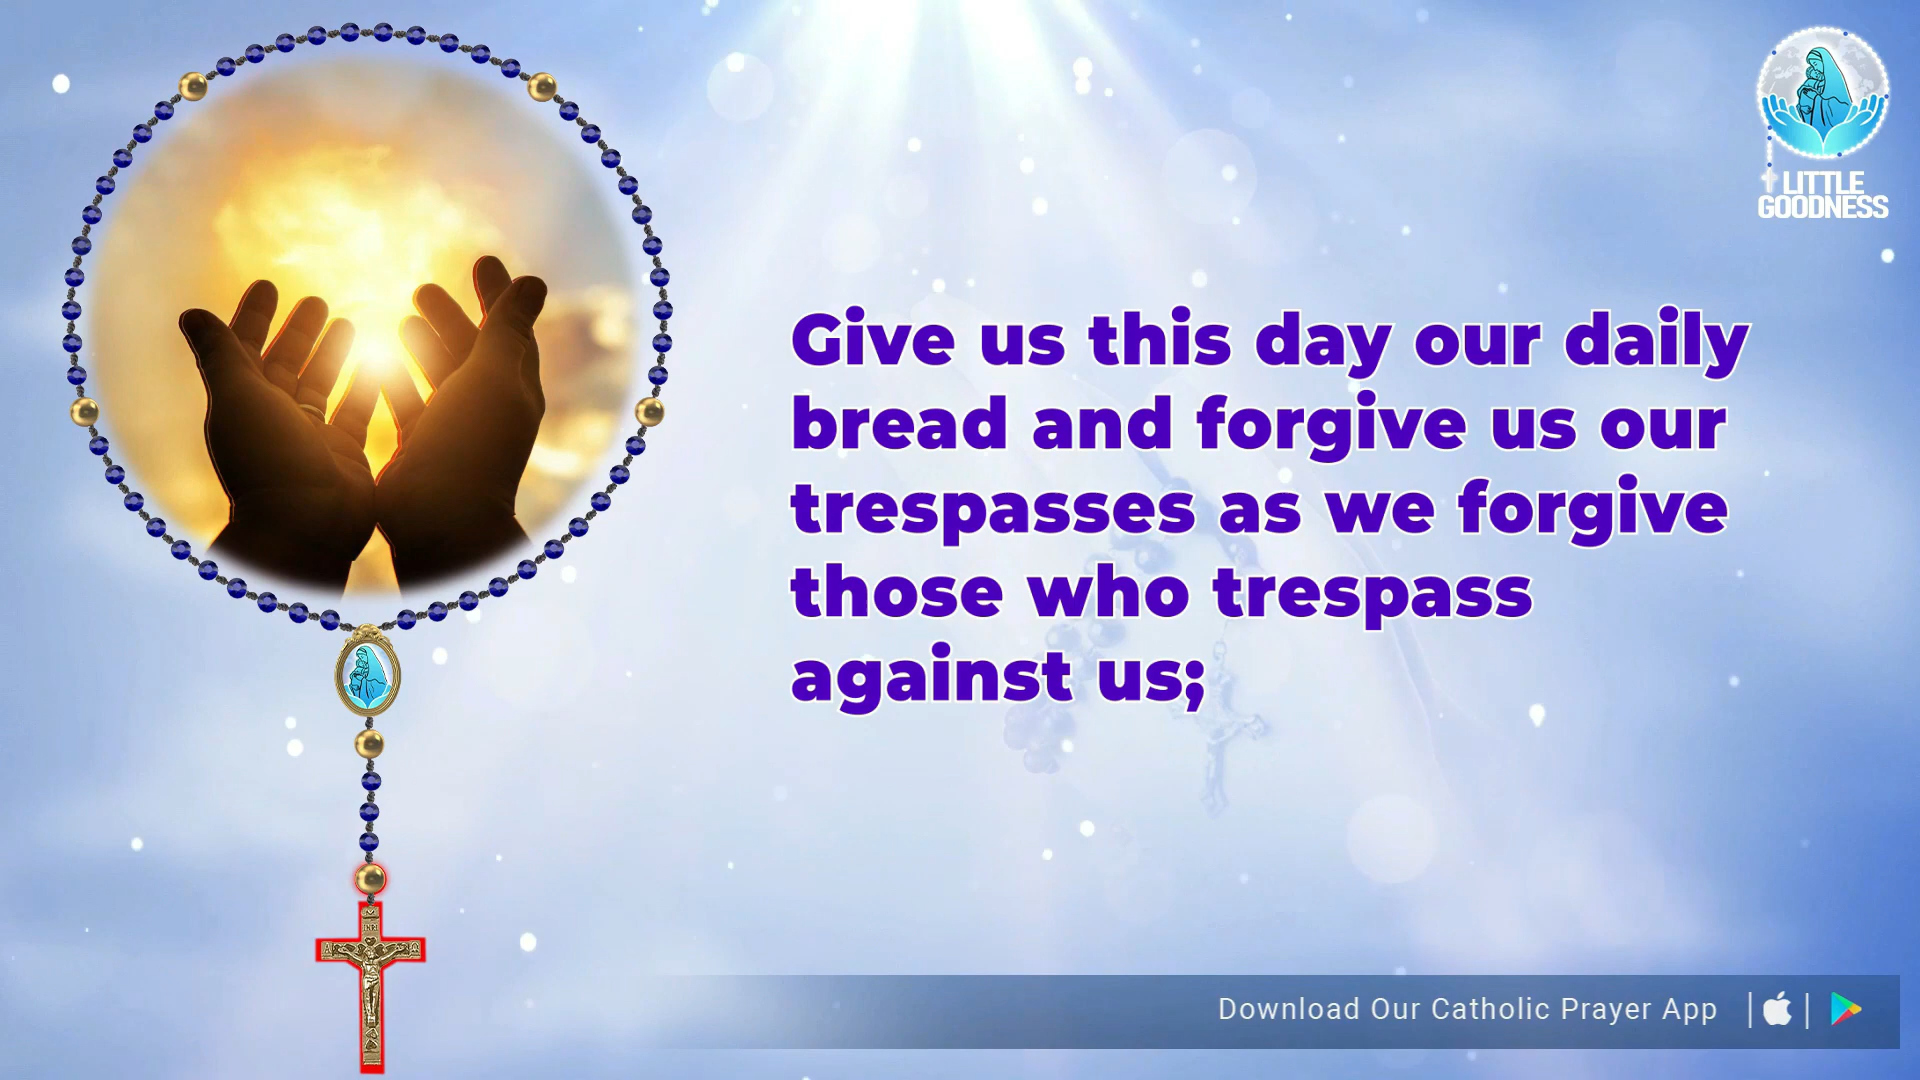 LITTLE
GOODNESS
Give us this day our daily
bread and forgive us our
trespasses as we forgive
those who trespass
against us;
INRI
Download Our Catholic Prayer App